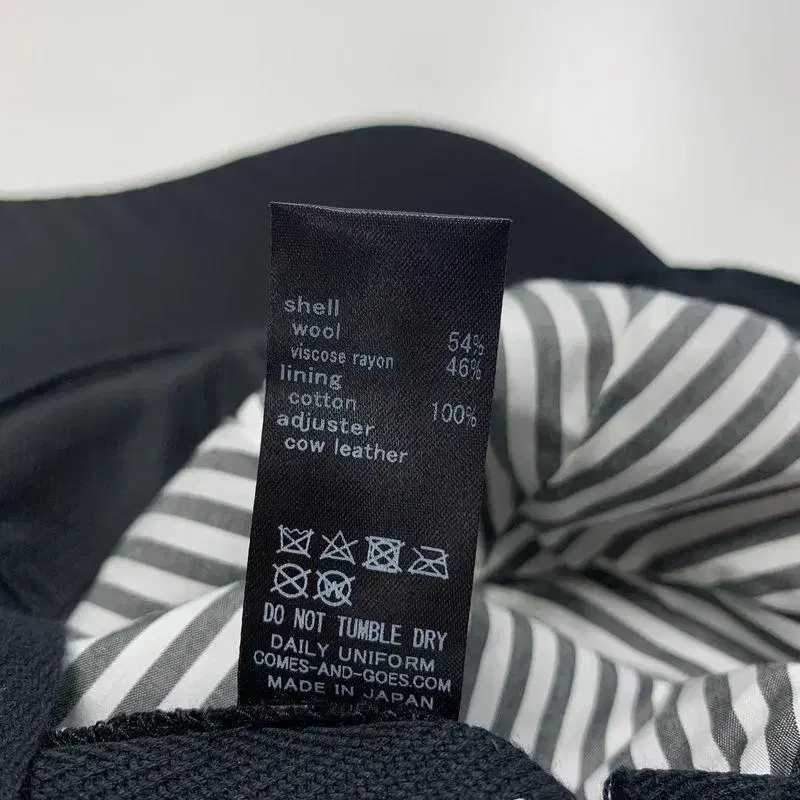 shell
wool 54%
viscose rayon 46%
lining
cotton 100%
adjuster
cow leather
W
DO NOT TUMBLE DRY
DAILY UNIFORM
COMES-AND-GOES.COM
MADE IN JAPAN